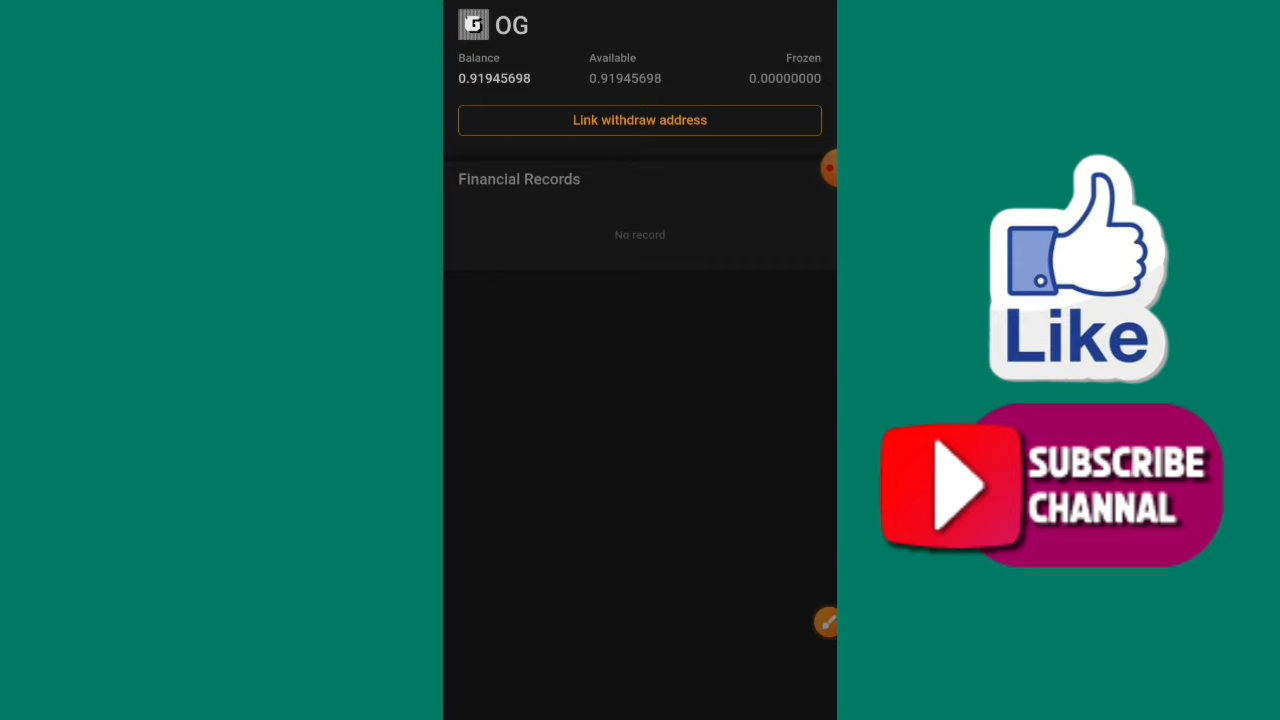 OG
Balance Available Frozen
0.91945698 0.91945698 0.00000000
Link withdraw address
Financial Records
No record
Like
SUBSCRIBE
CHANNAL